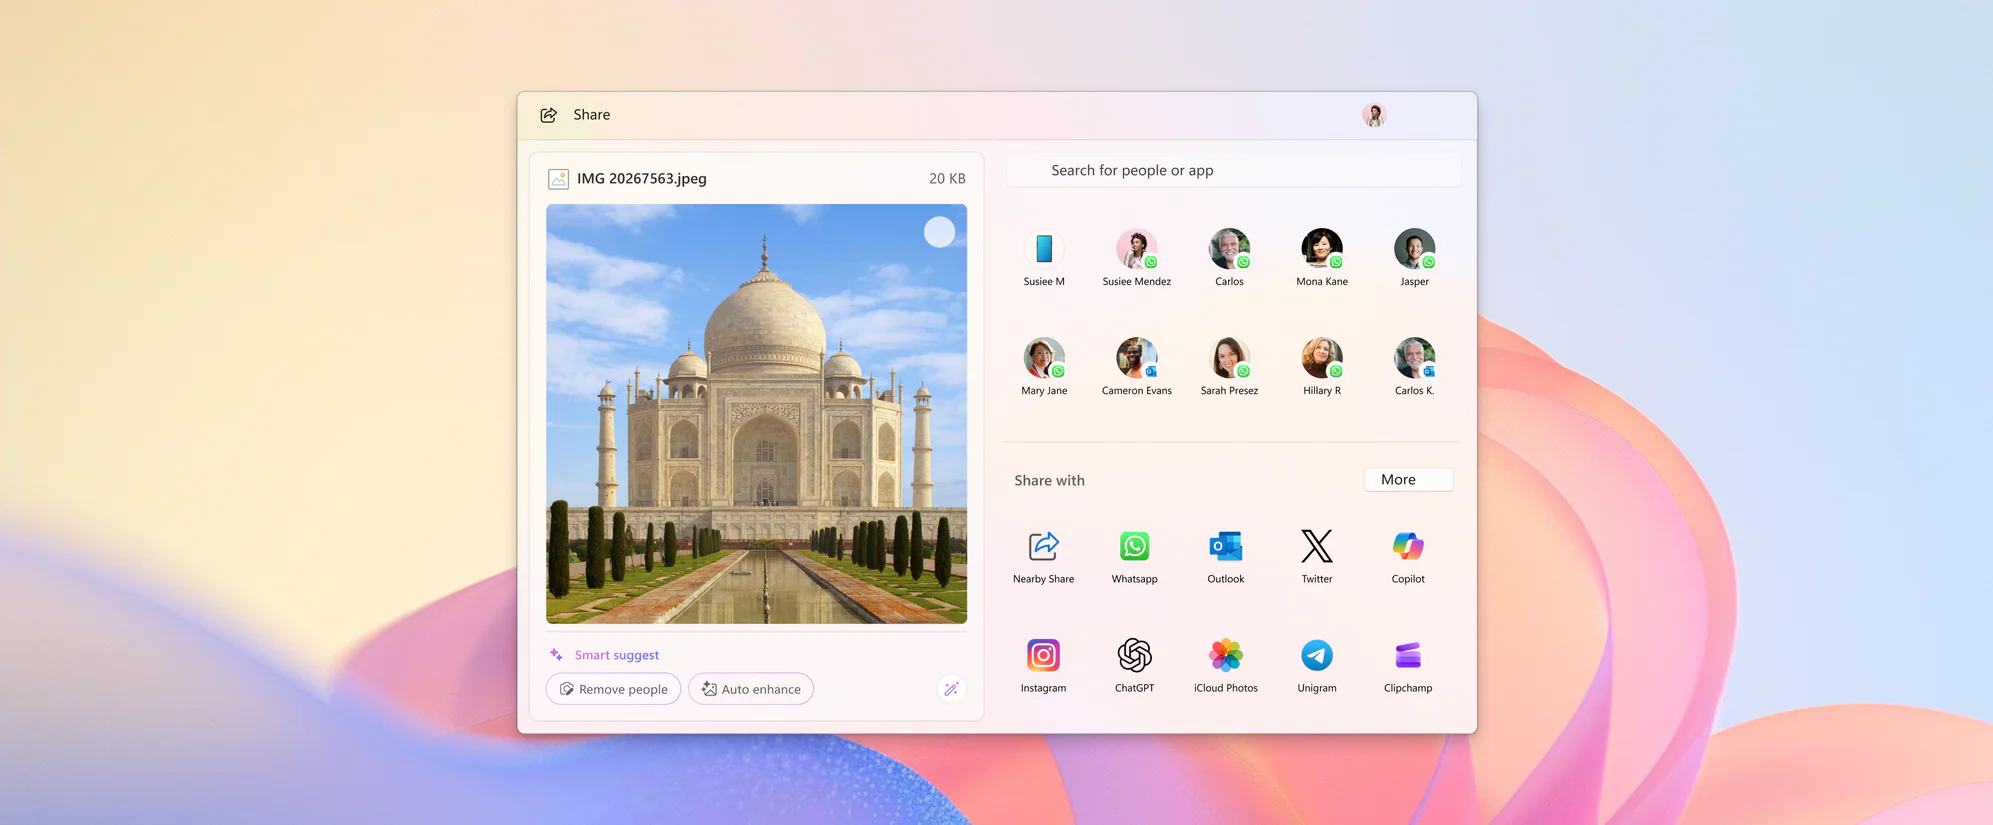 Share
IMG 20267563.jpeg
20 KB
Smart suggest
Remove people
Auto enhance
Search for people or app
Susiee M
Susiee Mendez
Carlos
Mona Kane
Jasper
Mary Jane
Cameron Evans
Sarah Presez
Hillary R
Carlos K.
Share with
More
Nearby Share
Whatsapp
Outlook
Twitter
Copilot
Instagram
ChatGPT
iCloud Photos
Unigram
Clipchamp